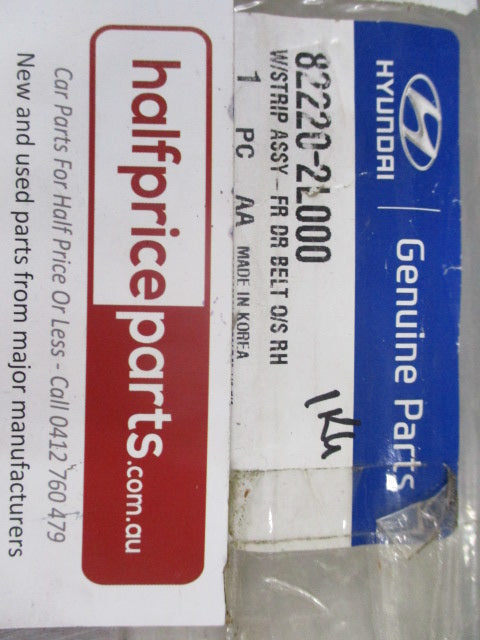 HYUNDAI | Genuine Parts
82220-2L000
W/STRIP ASSY-FR DR BELT O/S RH
1 PC AA MADE IN KOREA
1KG
halfpriceparts.com.au
Car Parts For Half Price Or Less - Call 0412 760 479
New and used parts from major manufacturers